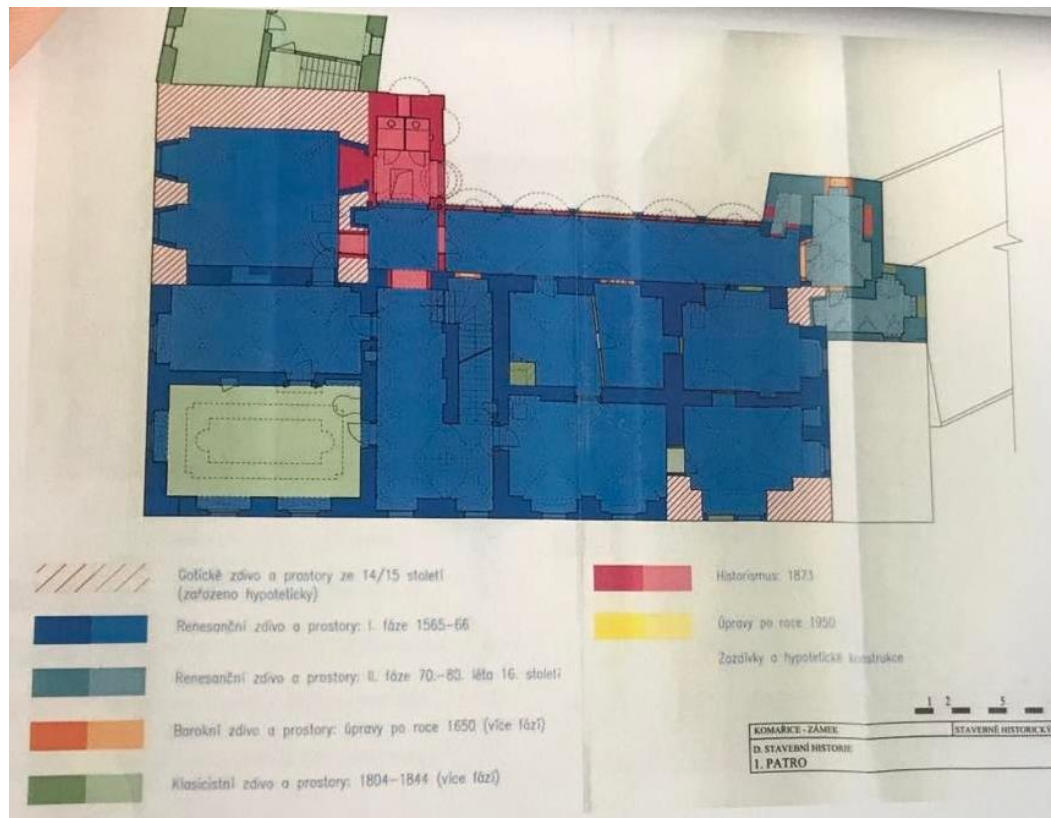 Gotické zdivo a prostory ze 14/15 století
(zařazeno hypoteticky)
Renesanční zdivo a prostory: I. fáze 1565–66
Renesanční zdivo a prostory: II. fáze 70.–80. léta 16. století
Barokní zdivo a prostory: úpravy po roce 1650 (více fází)
Klasicistní zdivo a prostory: 1804–1844 (více fází)
Historismus: 1873
Úpravy po roce 1950
Zazdívky a hypotetické konstrukce
1 2 5
KOMAŘICE - ZÁMEK
STAVEBNĚ HISTORICKÝ
D. STAVEBNÍ HISTORIE
1. PATRO